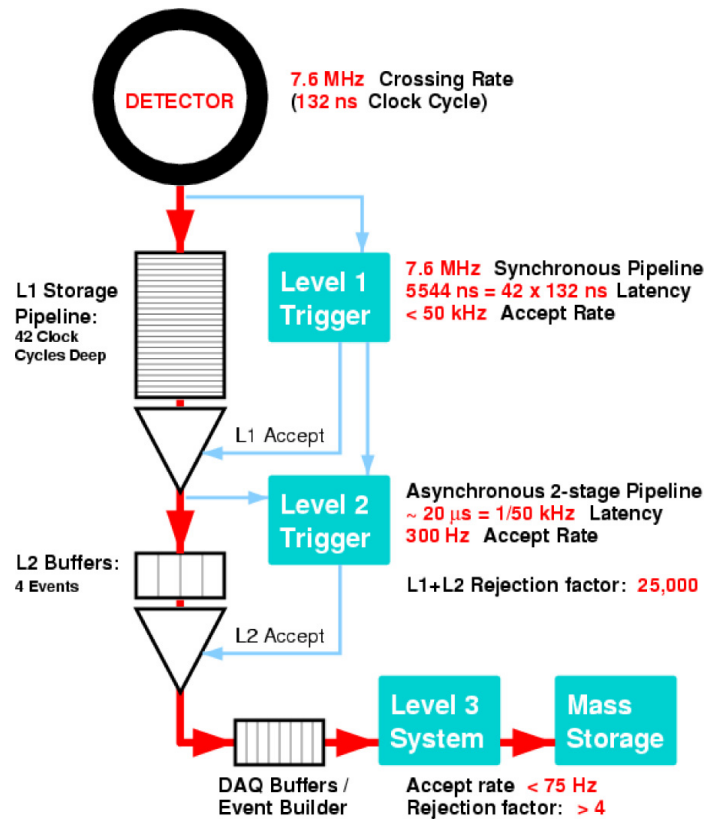 DETECTOR
7.6 MHz Crossing Rate
(132 ns Clock Cycle)
L1 Storage
Pipeline:
42 Clock
Cycles Deep
Level 1
Trigger
7.6 MHz Synchronous Pipeline
5544 ns = 42 x 132 ns Latency
< 50 kHz Accept Rate
L1 Accept
Level 2
Trigger
Asynchronous 2-stage Pipeline
~ 20 μs = 1/50 kHz Latency
300 Hz Accept Rate
L2 Buffers:
4 Events
L1+L2 Rejection factor: 25,000
L2 Accept
Level 3
System
Mass
Storage
DAQ Buffers /
Event Builder
Accept rate < 75 Hz
Rejection factor: > 4